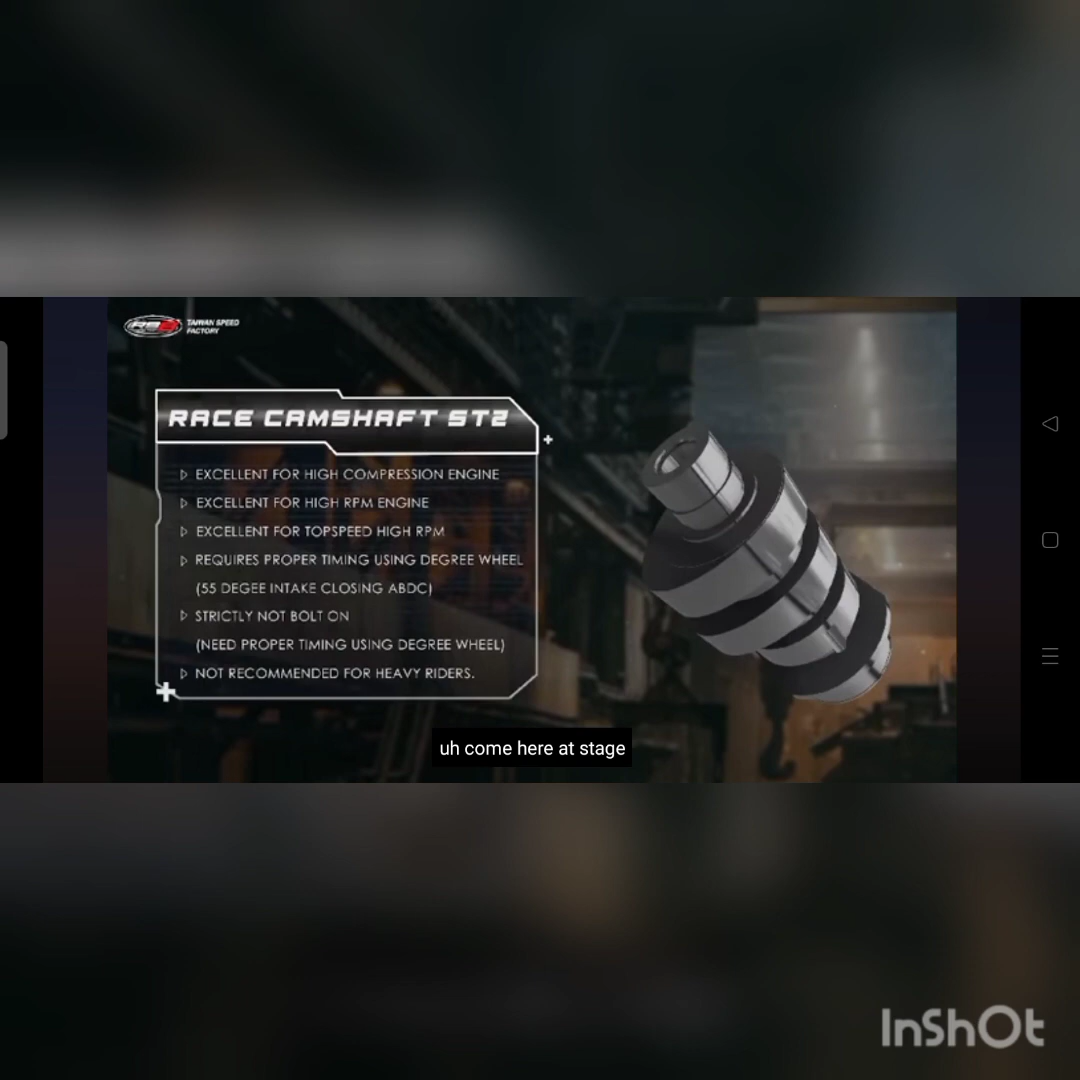 RS8 TAIWAN SPEED
FACTORY
RACE CAMSHAFT ST2
EXCELLENT FOR HIGH COMPRESSION ENGINE
EXCELLENT FOR HIGH RPM ENGINE
EXCELLENT FOR TOPSPEED HIGH RPM
REQUIRES PROPER TIMING USING DEGREE WHEEL
(55 DEGEE INTAKE CLOSING ABDC)
STRICTLY NOT BOLT ON
(NEED PROPER TIMING USING DEGREE WHEEL)
NOT RECOMMENDED FOR HEAVY RIDERS.
uh come here at stage
InShOt